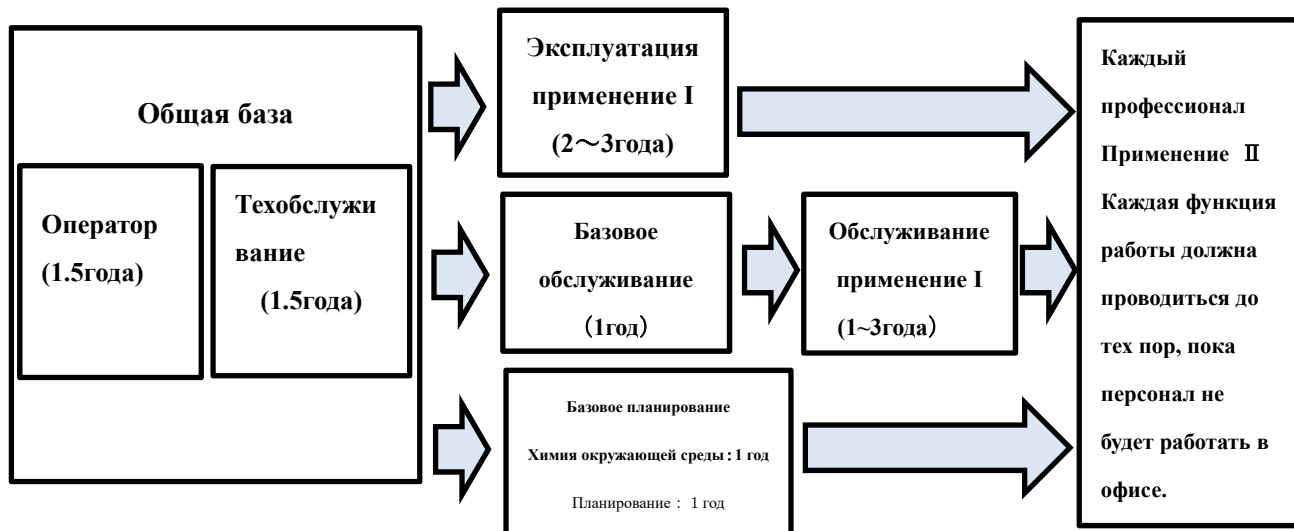 Общая база
Оператор
(1.5года)
Техобслужи
вание
(1.5года)
Эксплуатация
применение I
(2～3года)
Базовое
обслуживание
（1год）
Обслуживание
применение I
(1~3года）
Базовое планирование
Химия окружающей среды：1 год
Планирование： 1 год
Каждый
профессионал
Применение Ⅱ
Каждая функция
работы должна
проводиться до
тех пор, пока
персонал не
будет работать в
офисе.